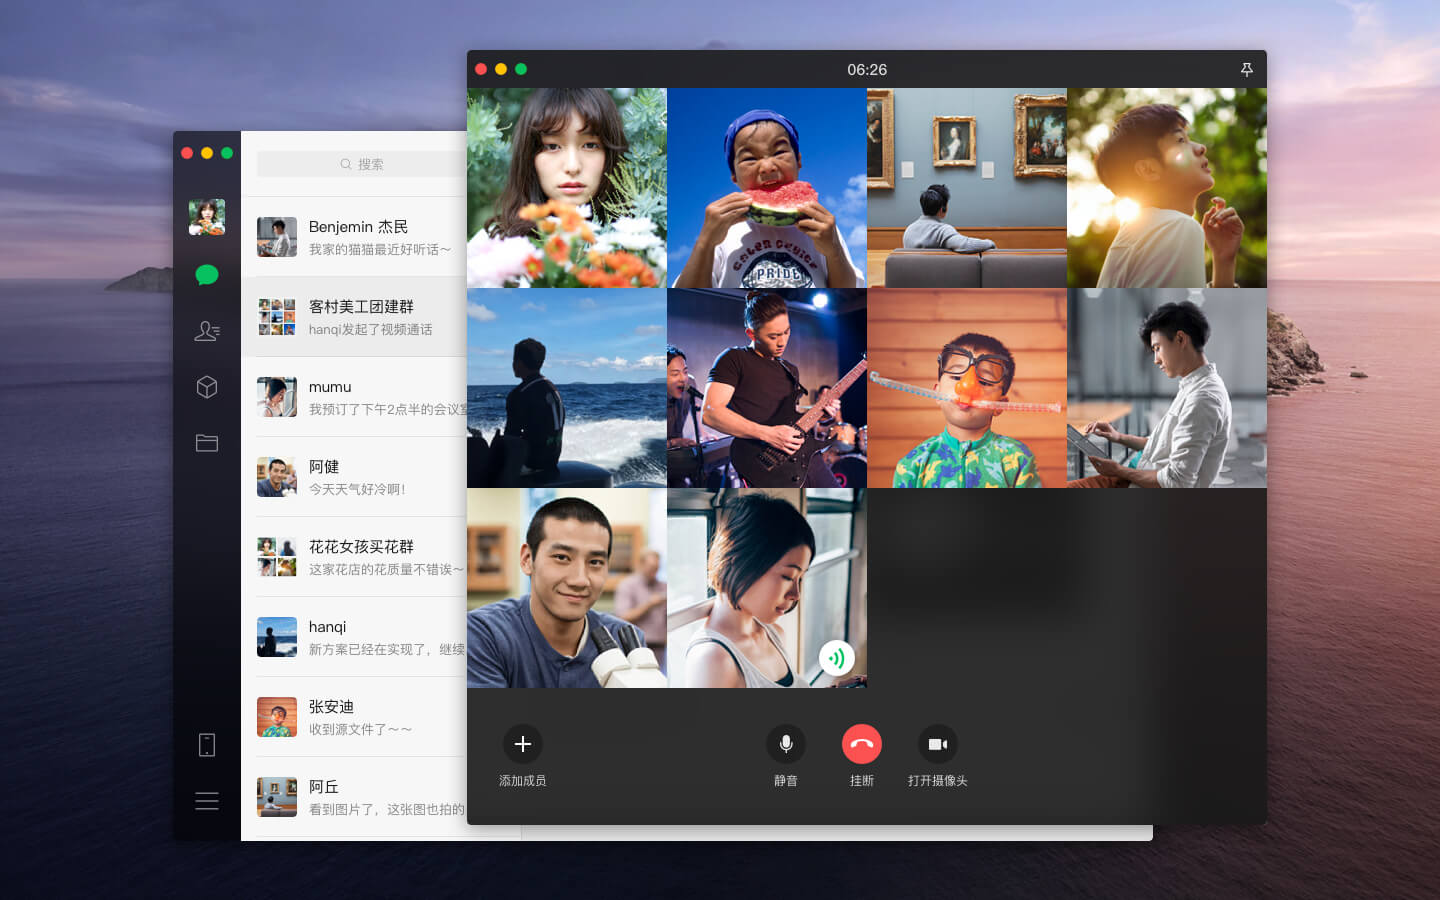 06:26
搜索
Benjemin 杰民
我家的猫猫最近好听话～
客村美工团建群
hanqi发起了视频通话
mumu
我预订了下午2点半的会议室
阿健
今天天气好冷啊！
花花女孩买花群
这家花店的花质量不错诶～
hanqi
新方案已经在实现了，继续
张安迪
收到源文件了～～
阿丘
看到图片了，这张图也拍的
PRIDE
添加成员
静音
挂断
打开摄像头